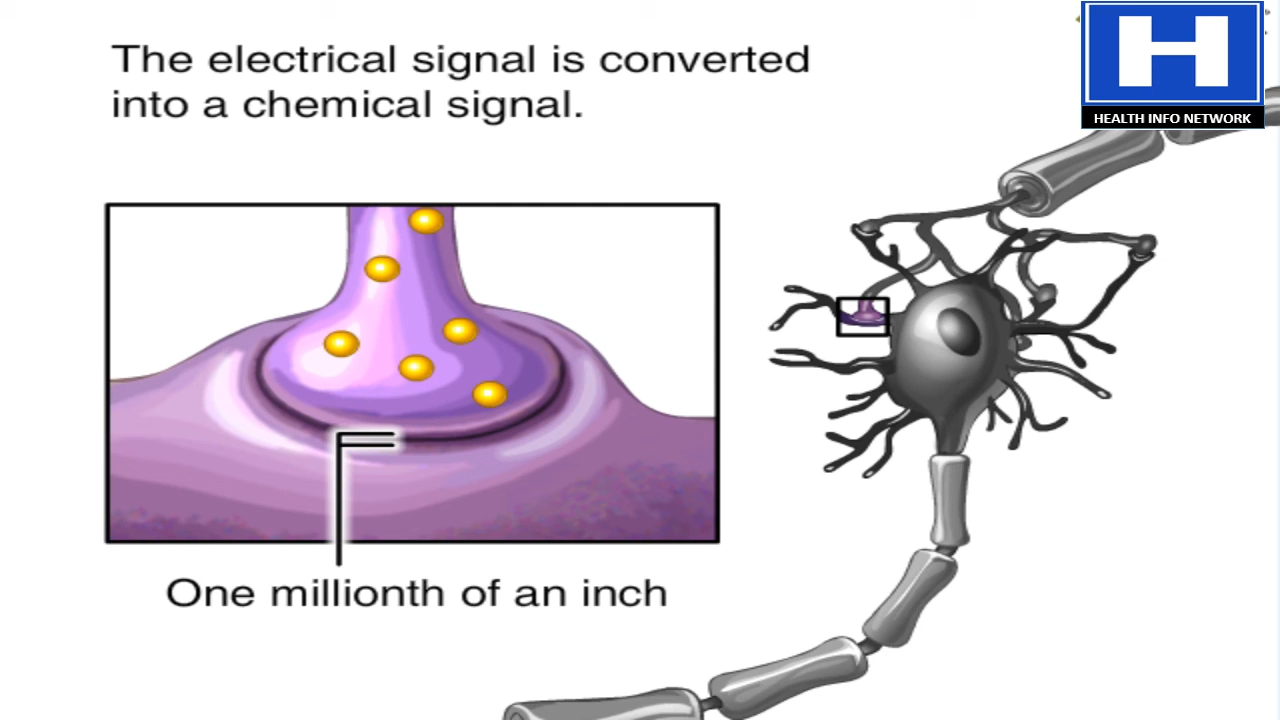 The electrical signal is converted
into a chemical signal.
H
HEALTH INFO NETWORK
One millionth of an inch